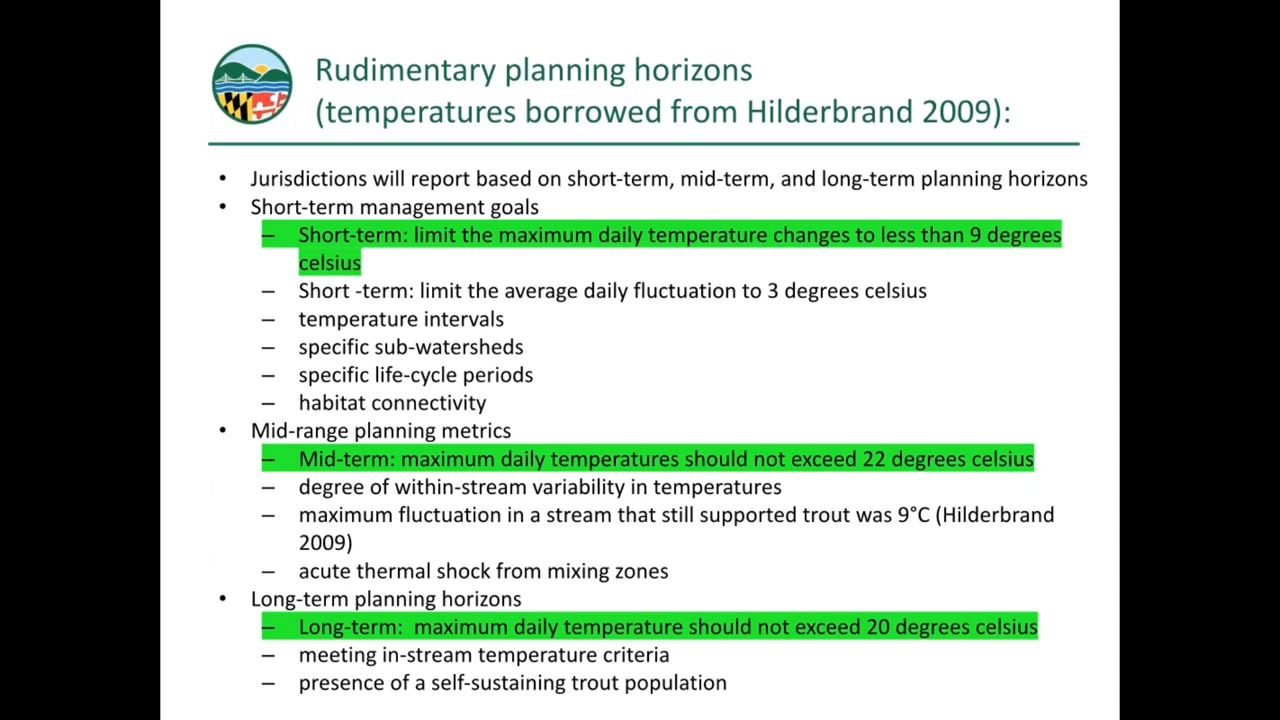 Rudimentary planning horizons
(temperatures borrowed from Hilderbrand 2009):
• Jurisdictions will report based on short-term, mid-term, and long-term planning horizons
• Short-term management goals
– Short-term: limit the maximum daily temperature changes to less than 9 degrees
celsius
– Short -term: limit the average daily fluctuation to 3 degrees celsius
– temperature intervals
– specific sub-watersheds
– specific life-cycle periods
– habitat connectivity
• Mid-range planning metrics
– Mid-term: maximum daily temperatures should not exceed 22 degrees celsius
– degree of within-stream variability in temperatures
– maximum fluctuation in a stream that still supported trout was 9°C (Hilderbrand
2009)
– acute thermal shock from mixing zones
• Long-term planning horizons
– Long-term:  maximum daily temperature should not exceed 20 degrees celsius
– meeting in-stream temperature criteria
– presence of a self-sustaining trout population